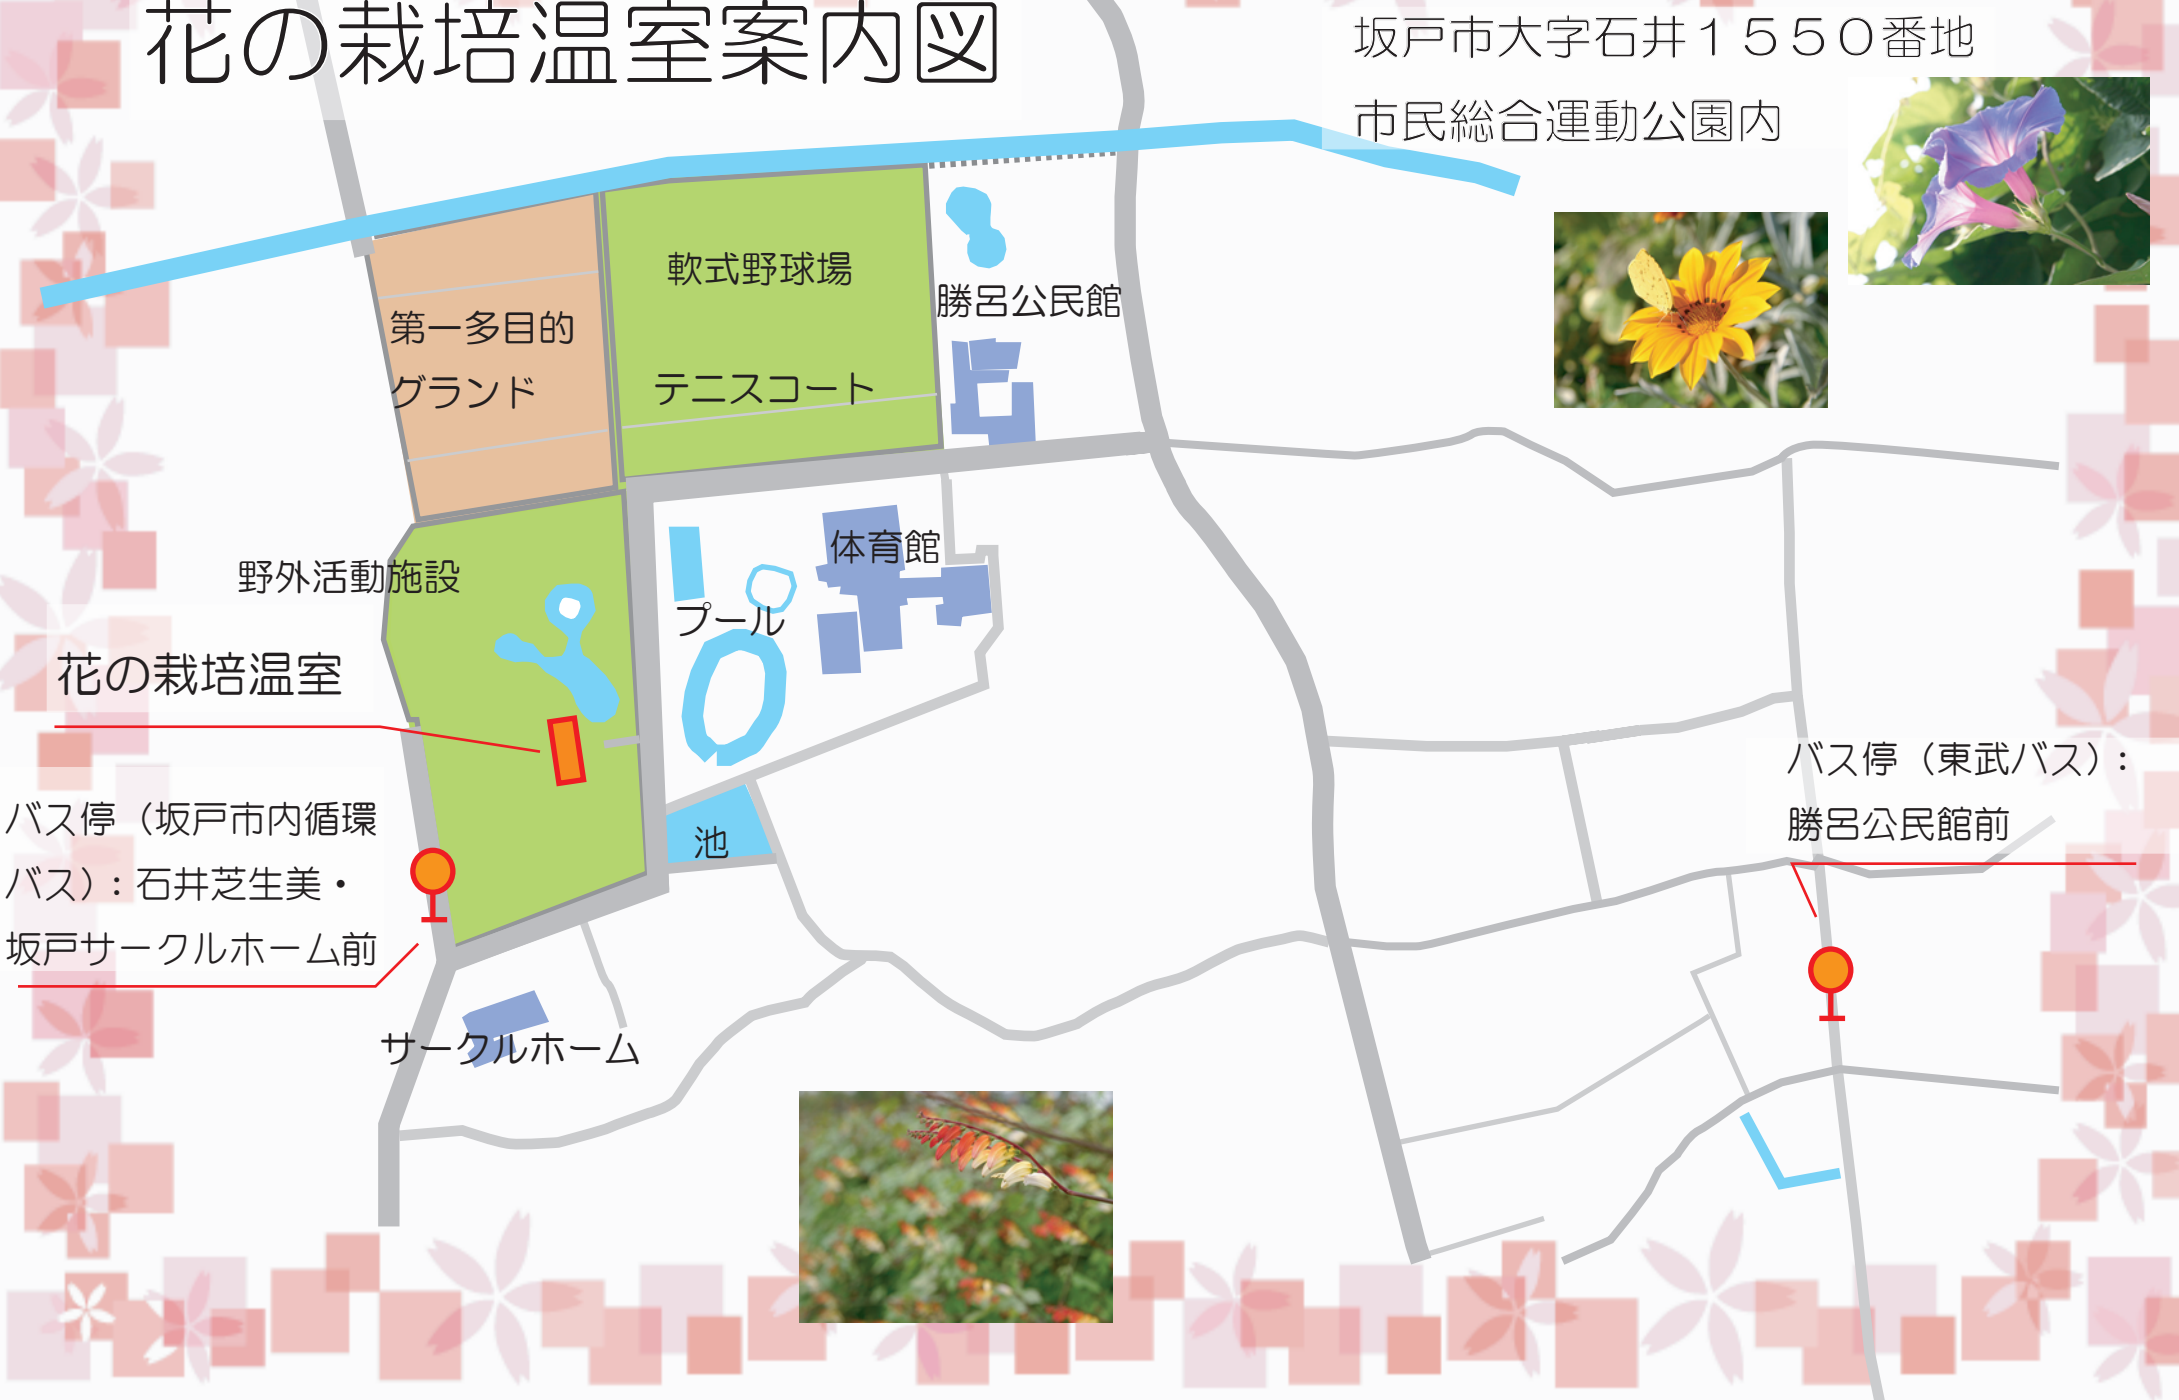 花の栽培温室案内図
坂戸市大字石井１５５０番地
市民総合運動公園内
軟式野球場
勝呂公民館
第一多目的
グランド
テニスコート
体育館
野外活動施設
プール
花の栽培温室
バス停（東武バス）：
勝呂公民館前
バス停（坂戸市内循環
バス）：石井芝生美・
坂戸サークルホーム前
池
サークルホーム